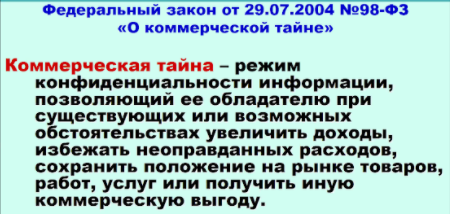 Федеральный закон от 29.07.2004 №98-ФЗ
«О коммерческой тайне»
Коммерческая тайна – режим
конфиденциальности информации,
позволяющий ее обладателю при
существующих или возможных
обстоятельствах увеличить доходы,
избежать неоправданных расходов,
сохранить положение на рынке товаров,
работ, услуг или получить иную
коммерческую выгоду.